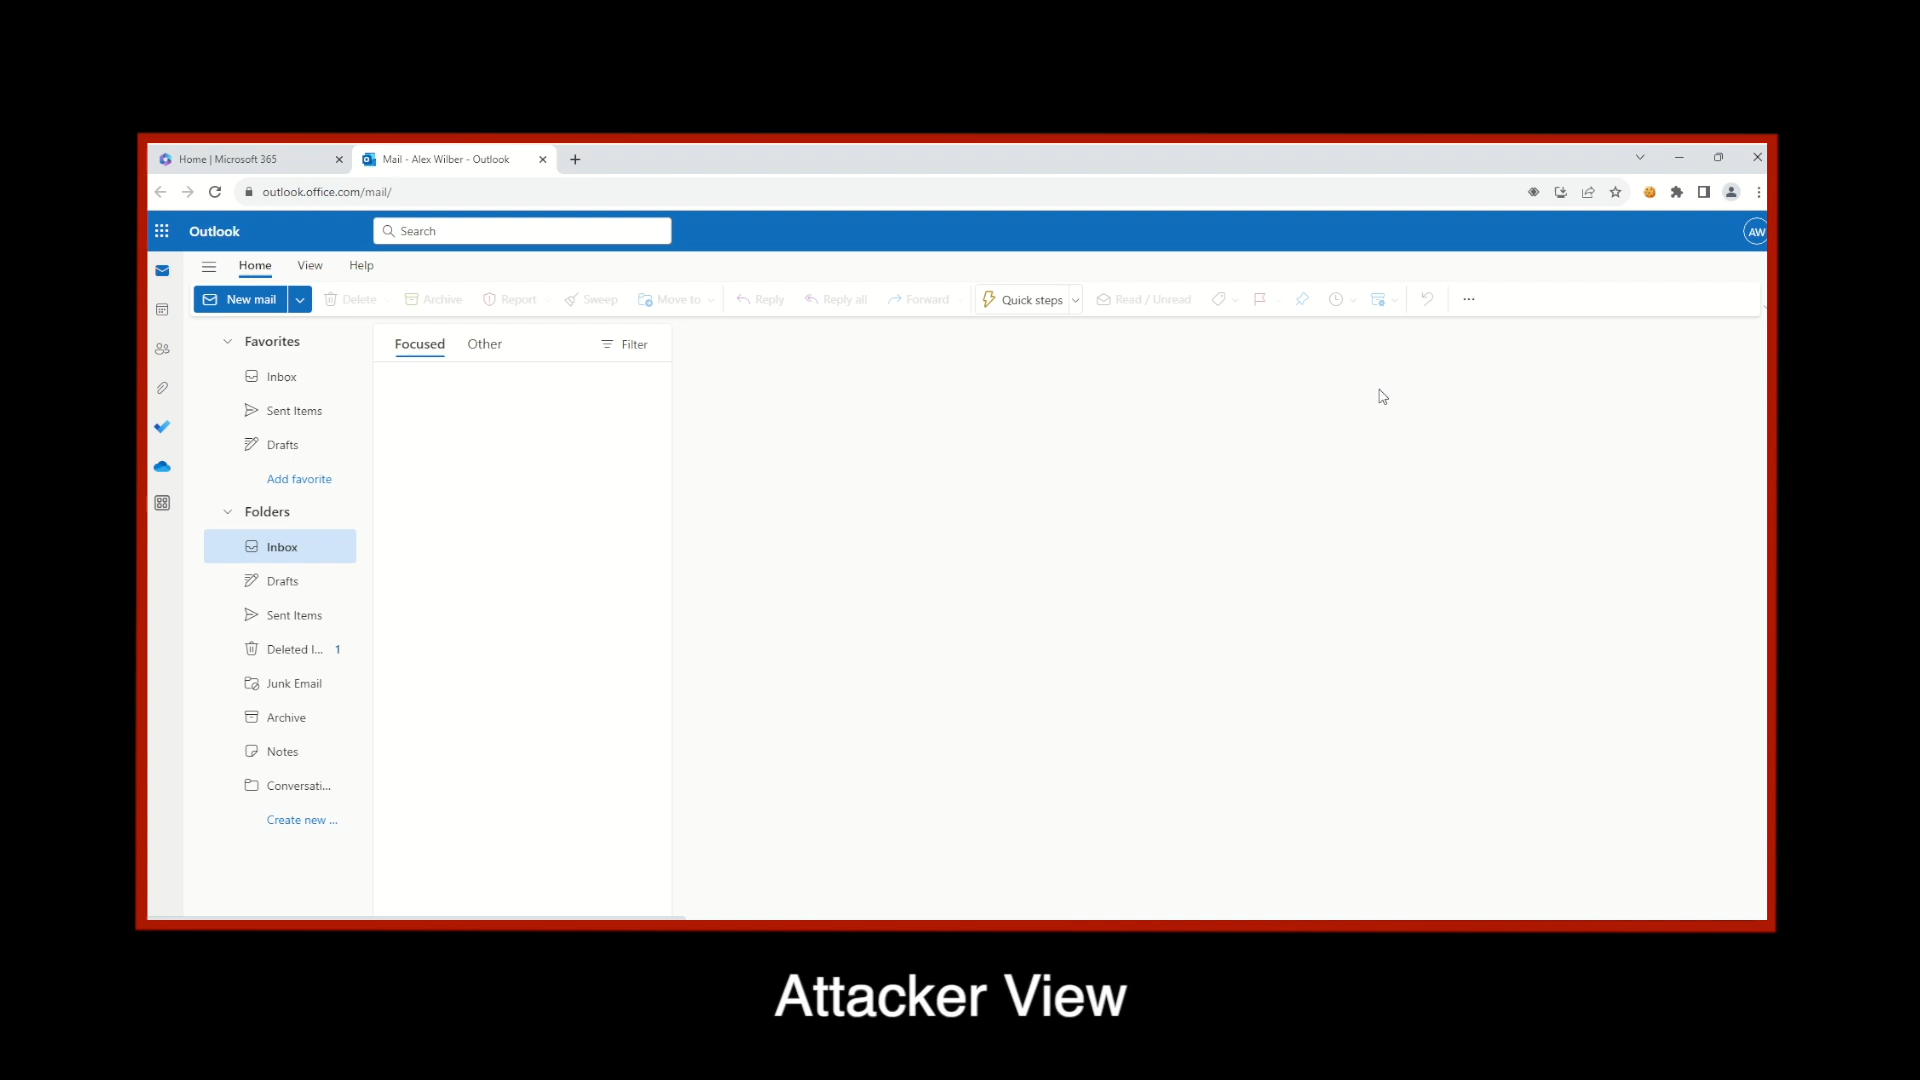 Home | Microsoft 365
Mail - Alex Wilber - Outlook
outlook.office.com/mail/
Outlook
Search
AW
Home View Help
New mail Delete Archive Report Sweep Move to Reply Reply all Forward Quick steps Read / Unread
Favorites
Inbox
Sent Items
Drafts
Add favorite
Folders
Inbox
Drafts
Sent Items
Deleted I... 1
Junk Email
Archive
Notes
Conversati...
Create new ...
Focused Other Filter
Attacker View